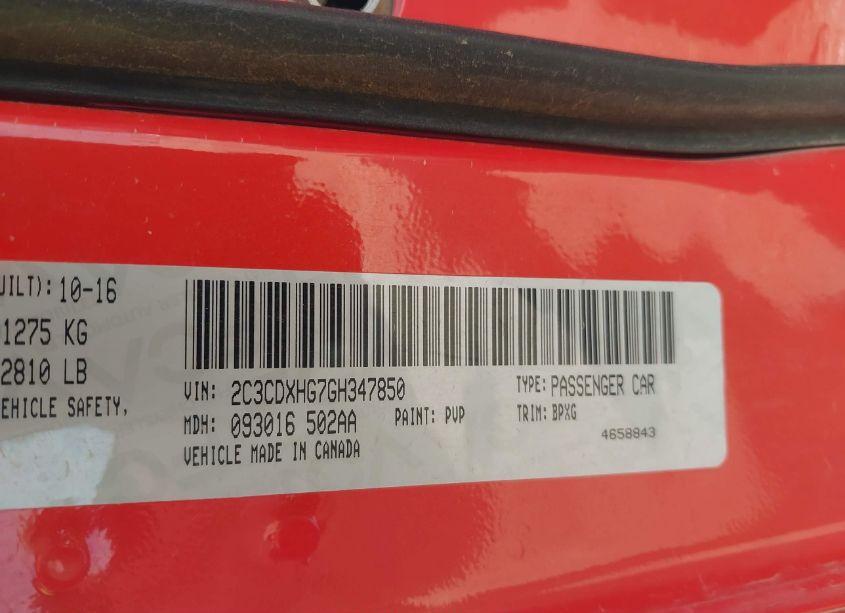 UILT): 10-16
1275 KG
2810 LB
EHICLE SAFETY,
VIN: 2C3CDXHG7GH347850 TYPE: PASSENGER CAR
MDH: 093016 502AA PAINT: PVP TRIM: BPXG
VEHICLE MADE IN CANADA 4658843